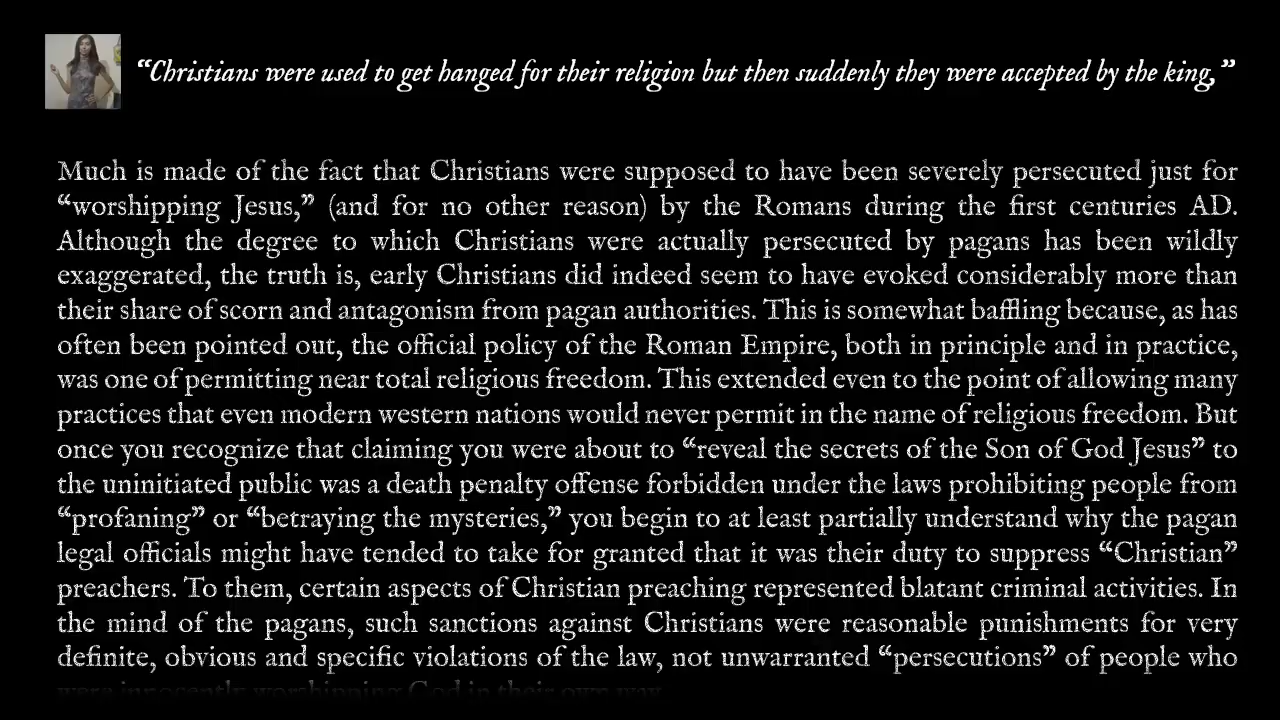 “Christians were used to get hanged for their religion but then suddenly they were accepted by the king,”
Much is made of the fact that Christians were supposed to have been severely persecuted just for
“worshipping Jesus,” (and for no other reason) by the Romans during the first centuries AD.
Although the degree to which Christians were actually persecuted by pagans has been wildly
exaggerated, the truth is, early Christians did indeed seem to have evoked considerably more than
their share of scorn and antagonism from pagan authorities. This is somewhat baffling because, as has
often been pointed out, the official policy of the Roman Empire, both in principle and in practice,
was one of permitting near total religious freedom. This extended even to the point of allowing many
practices that even modern western nations would never permit in the name of religious freedom. But
once you recognize that claiming you were about to “reveal the secrets of the Son of God Jesus” to
the uninitiated public was a death penalty offense forbidden under the laws prohibiting people from
“profaning” or “betraying the mysteries,” you begin to at least partially understand why the pagan
legal officials might have tended to take for granted that it was their duty to suppress “Christian”
preachers. To them, certain aspects of Christian preaching represented blatant criminal activities. In
the mind of the pagans, such sanctions against Christians were reasonable punishments for very
definite, obvious and specific violations of the law, not unwarranted “persecutions” of people who
were innocently worshipping God in their own way.